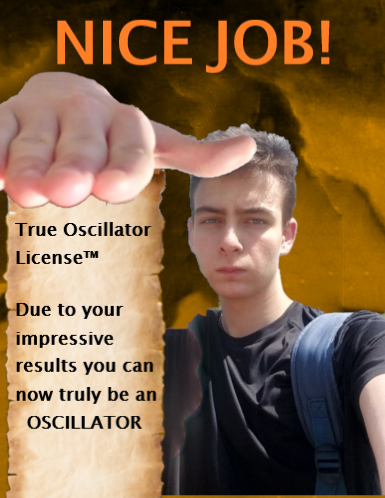 NICE JOB!
True Oscillator
License™
Due to your
impressive
results you can
now truly be an
OSCILLATOR